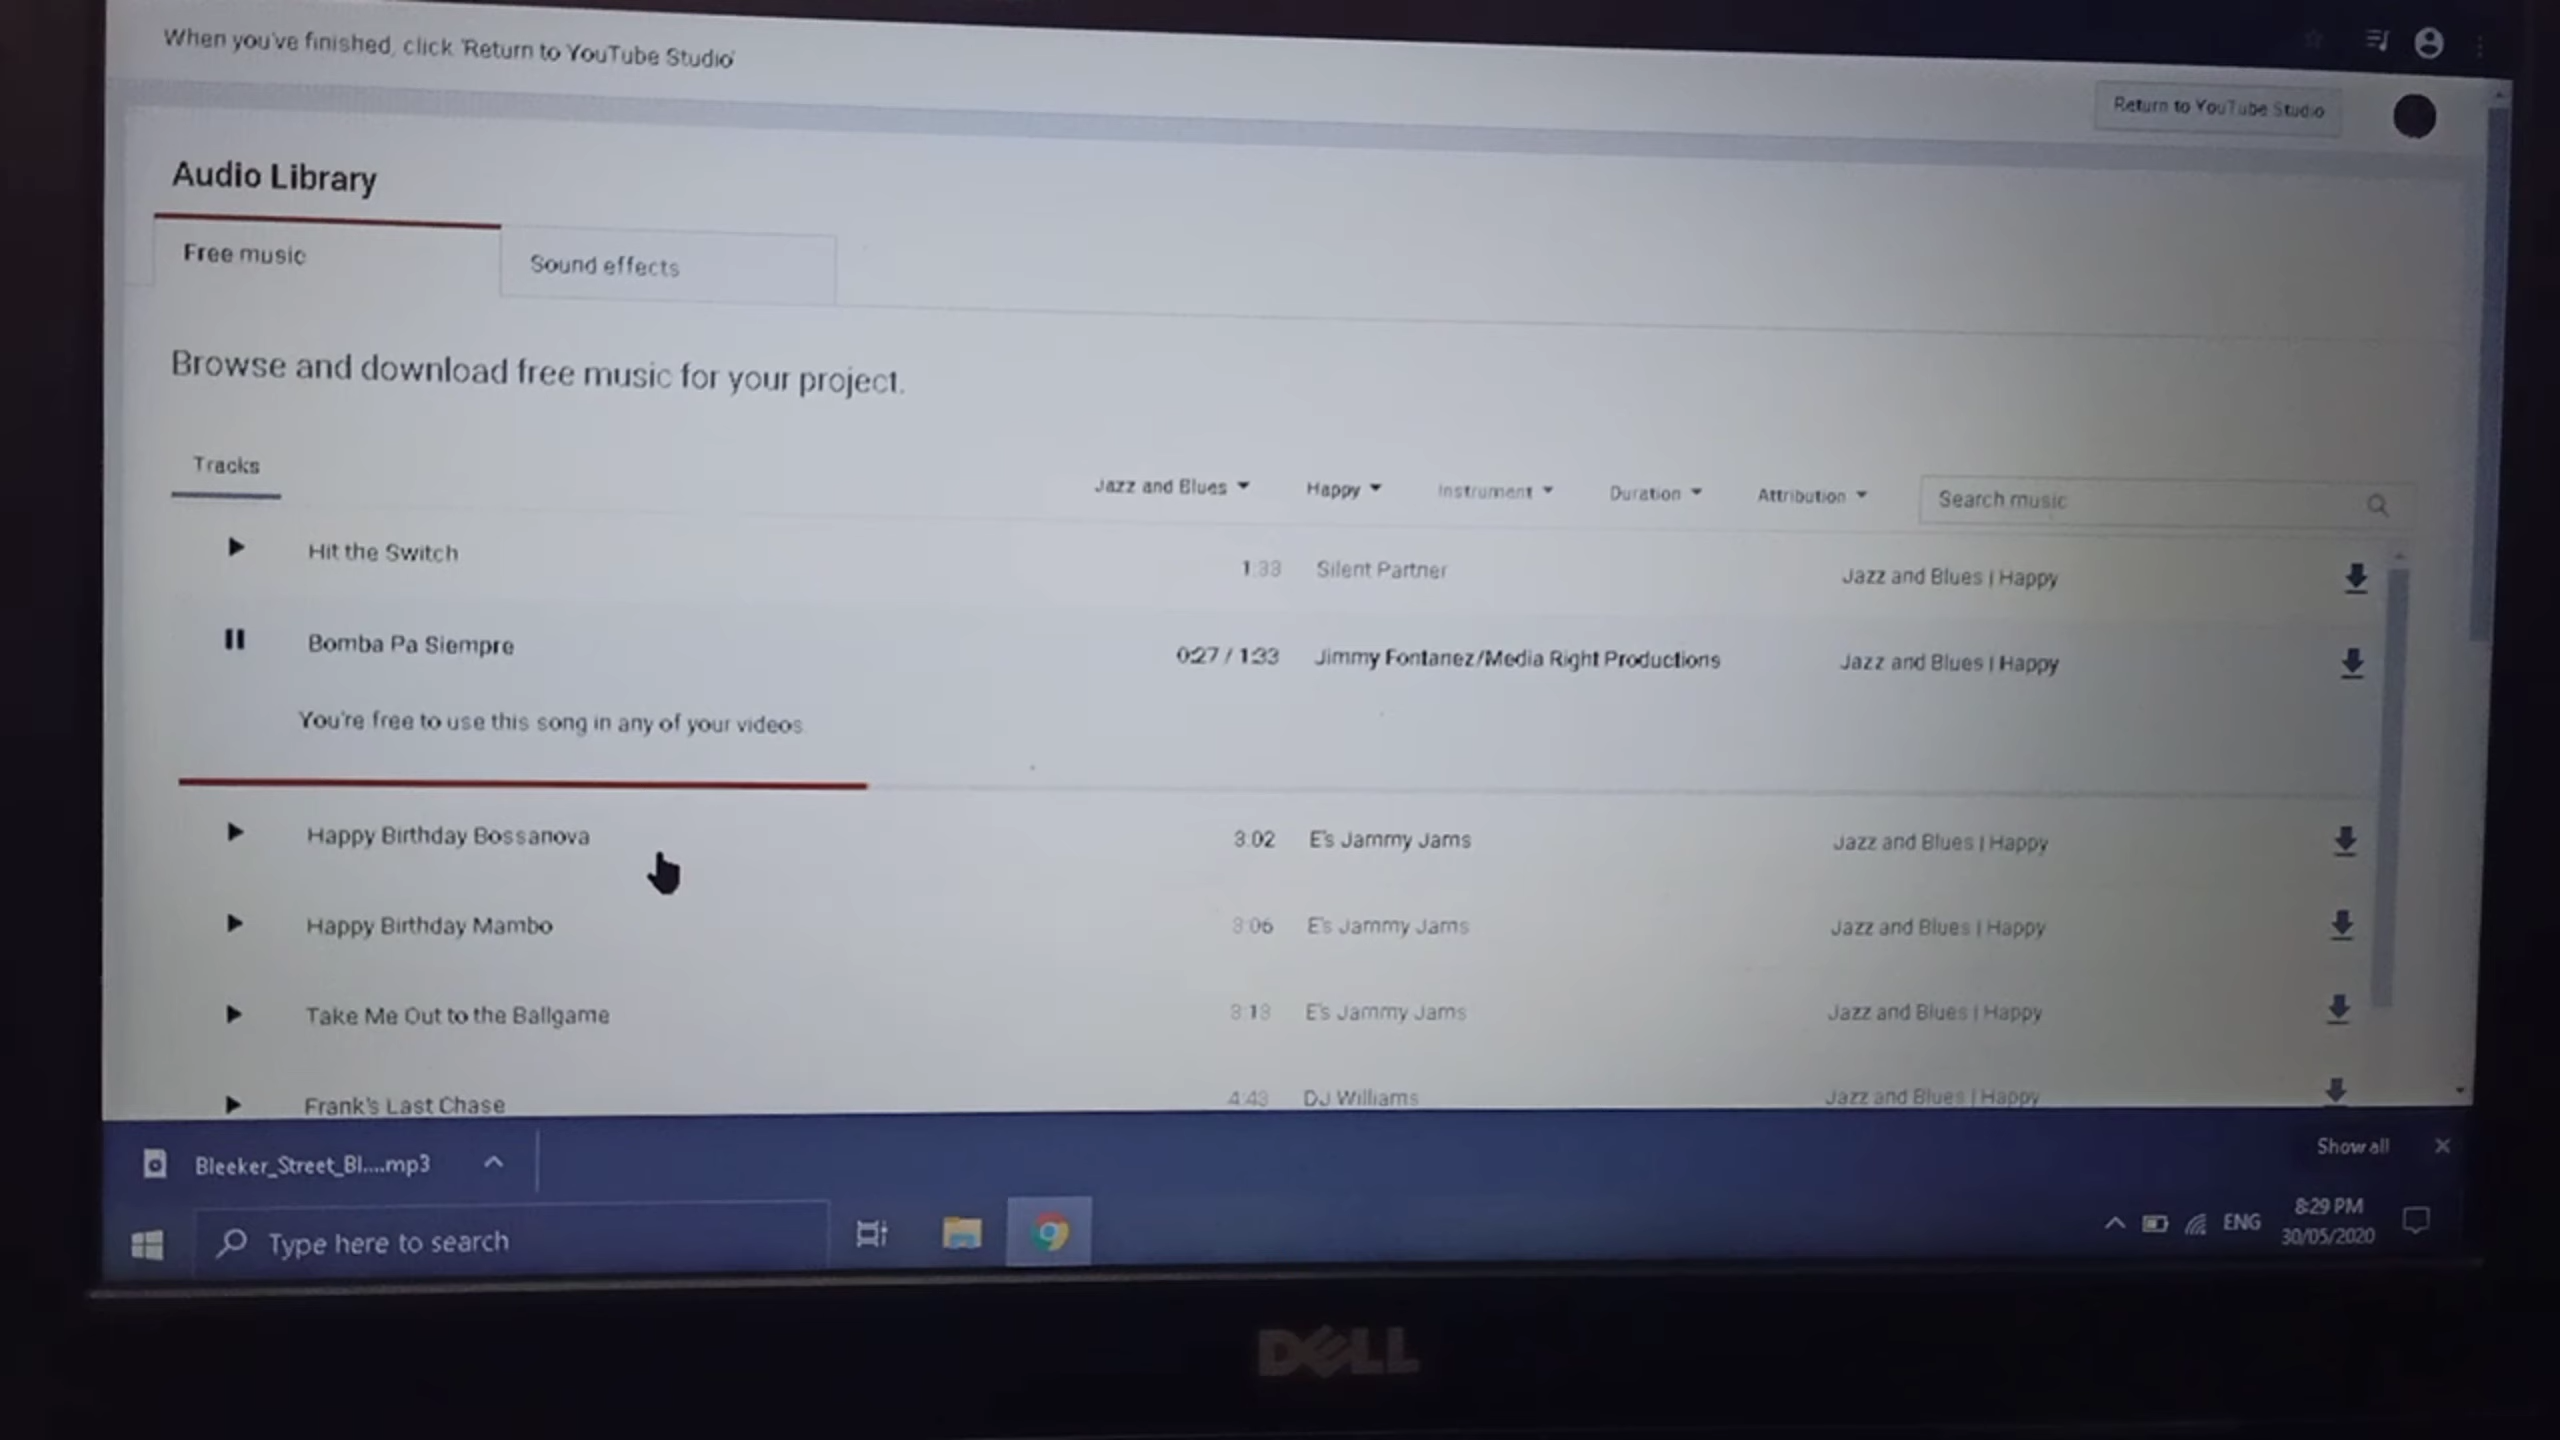 When you've finished, click 'Return to YouTube Studio'
Return to YouTube Studio
Audio Library
Free music
Sound effects
Browse and download free music for your project.
Tracks
Jazz and Blues
Happy
Instrument
Duration
Attribution
Search music
Hit the Switch 1:33 Silent Partner Jazz and Blues | Happy
Bomba Pa Siempre 0:27 / 1:33 Jimmy Fontanez/Media Right Productions Jazz and Blues | Happy
You're free to use this song in any of your videos
Happy Birthday Bossanova 3:02 E's Jammy Jams Jazz and Blues | Happy
Happy Birthday Mambo 3:06 E's Jammy Jams Jazz and Blues | Happy
Take Me Out to the Ballgame 3:13 E's Jammy Jams Jazz and Blues | Happy
Frank's Last Chase 4:43 DJ Williams Jazz and Blues | Happy
Bleeker_Street_Bl....mp3
Show all
Type here to search
ENG
8:29 PM
30/05/2020
DELL